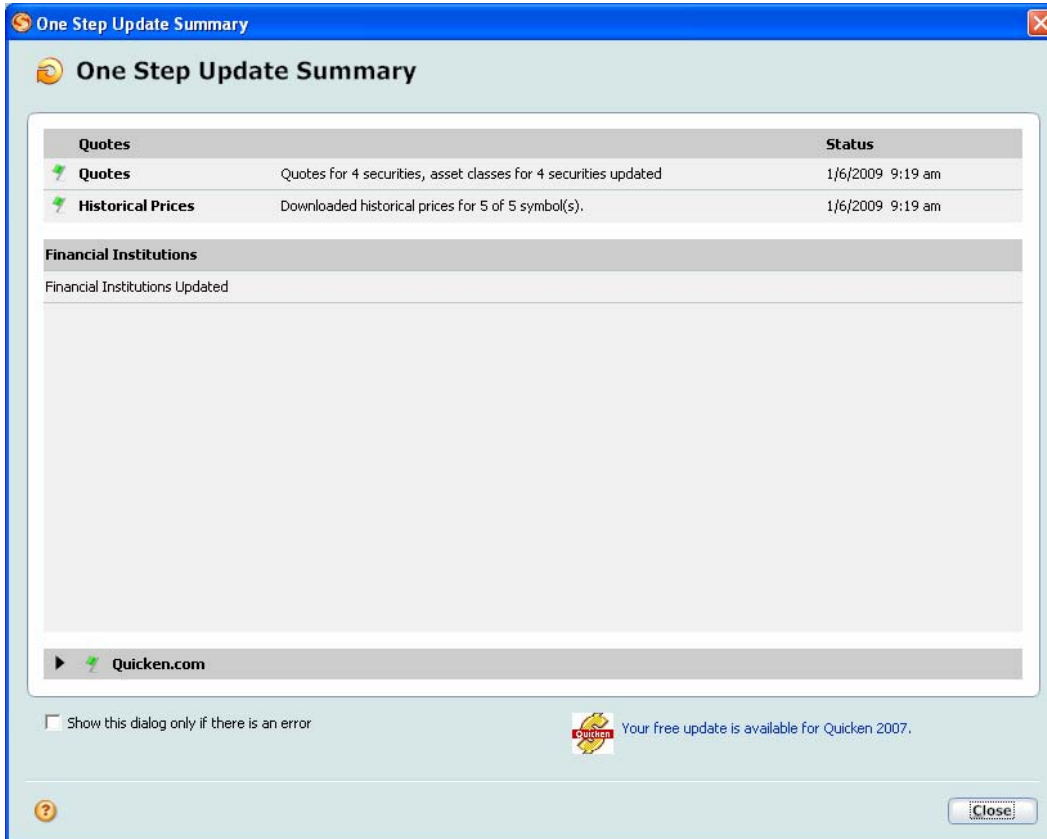 One Step Update Summary
One Step Update Summary
Quotes Status
Quotes Quotes for 4 securities, asset classes for 4 securities updated 1/6/2009 9:19 am
Historical Prices Downloaded historical prices for 5 of 5 symbol(s). 1/6/2009 9:19 am
Financial Institutions
Financial Institutions Updated
Quicken.com
Show this dialog only if there is an error
Quicken Your free update is available for Quicken 2007.
? Close